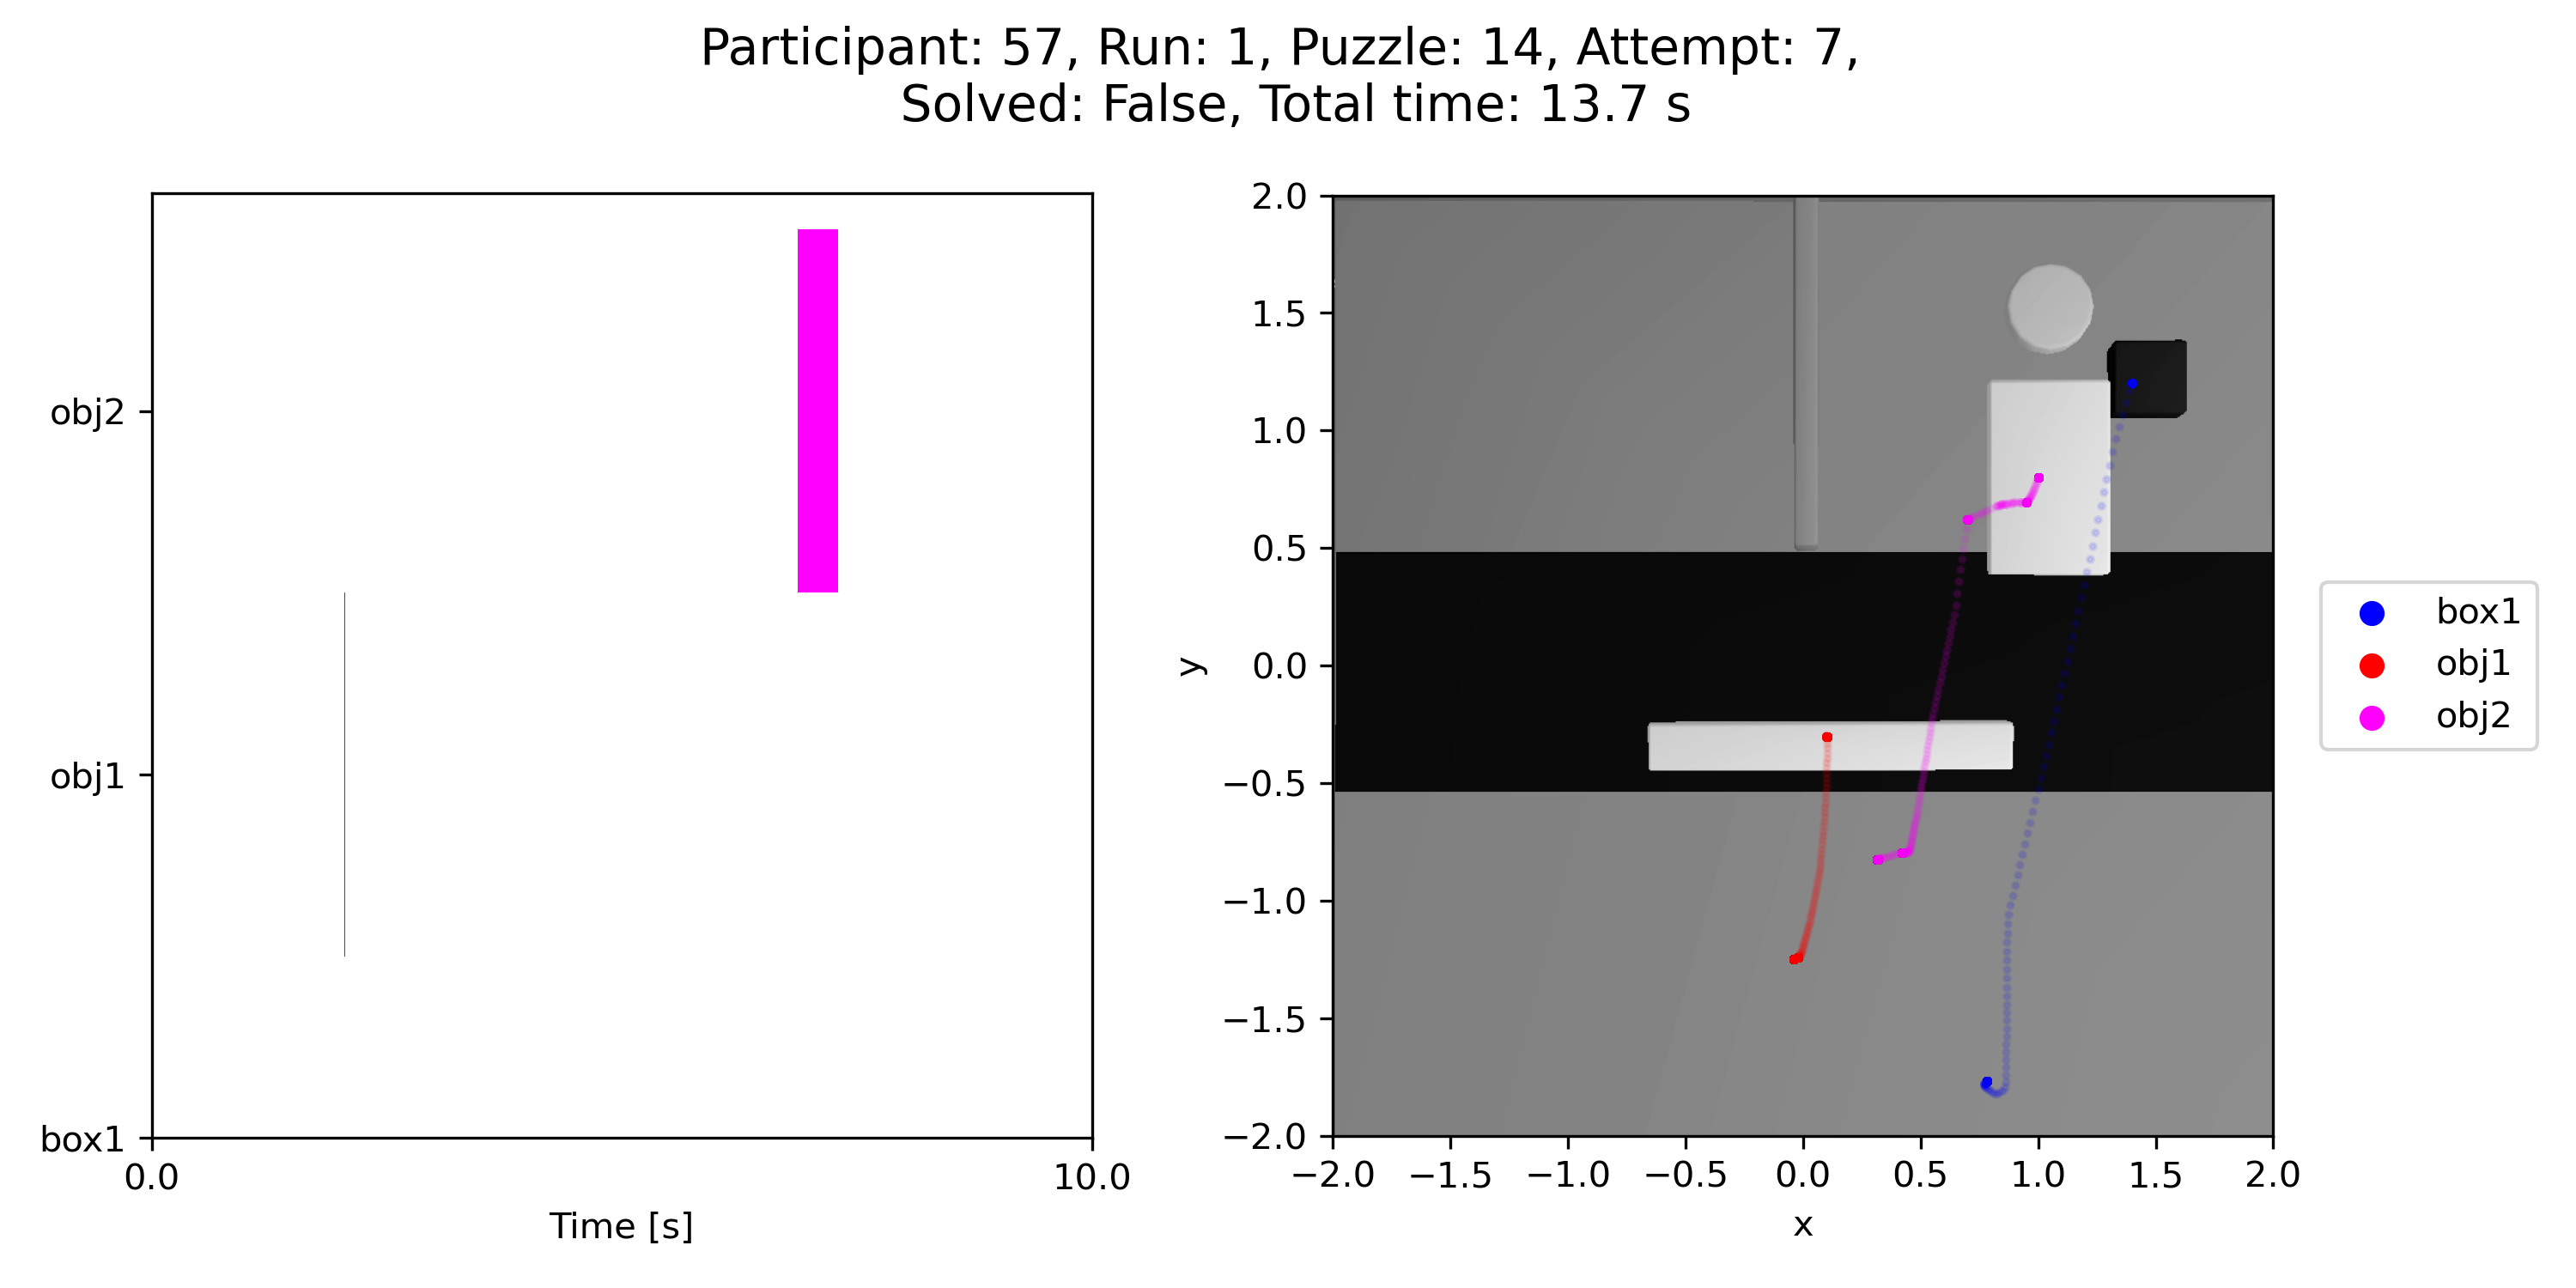 Participant: 57, Run: 1, Puzzle: 14, Attempt: 7,
Solved: False, Total time: 13.7 s
obj2
obj1
box1
0.0
10.0
Time [s]
2.0
1.5
1.0
0.5
0.0
−0.5
−1.0
−1.5
−2.0
y
−2.0
−1.5
−1.0
−0.5
0.0
0.5
1.0
1.5
2.0
x
box1
obj1
obj2